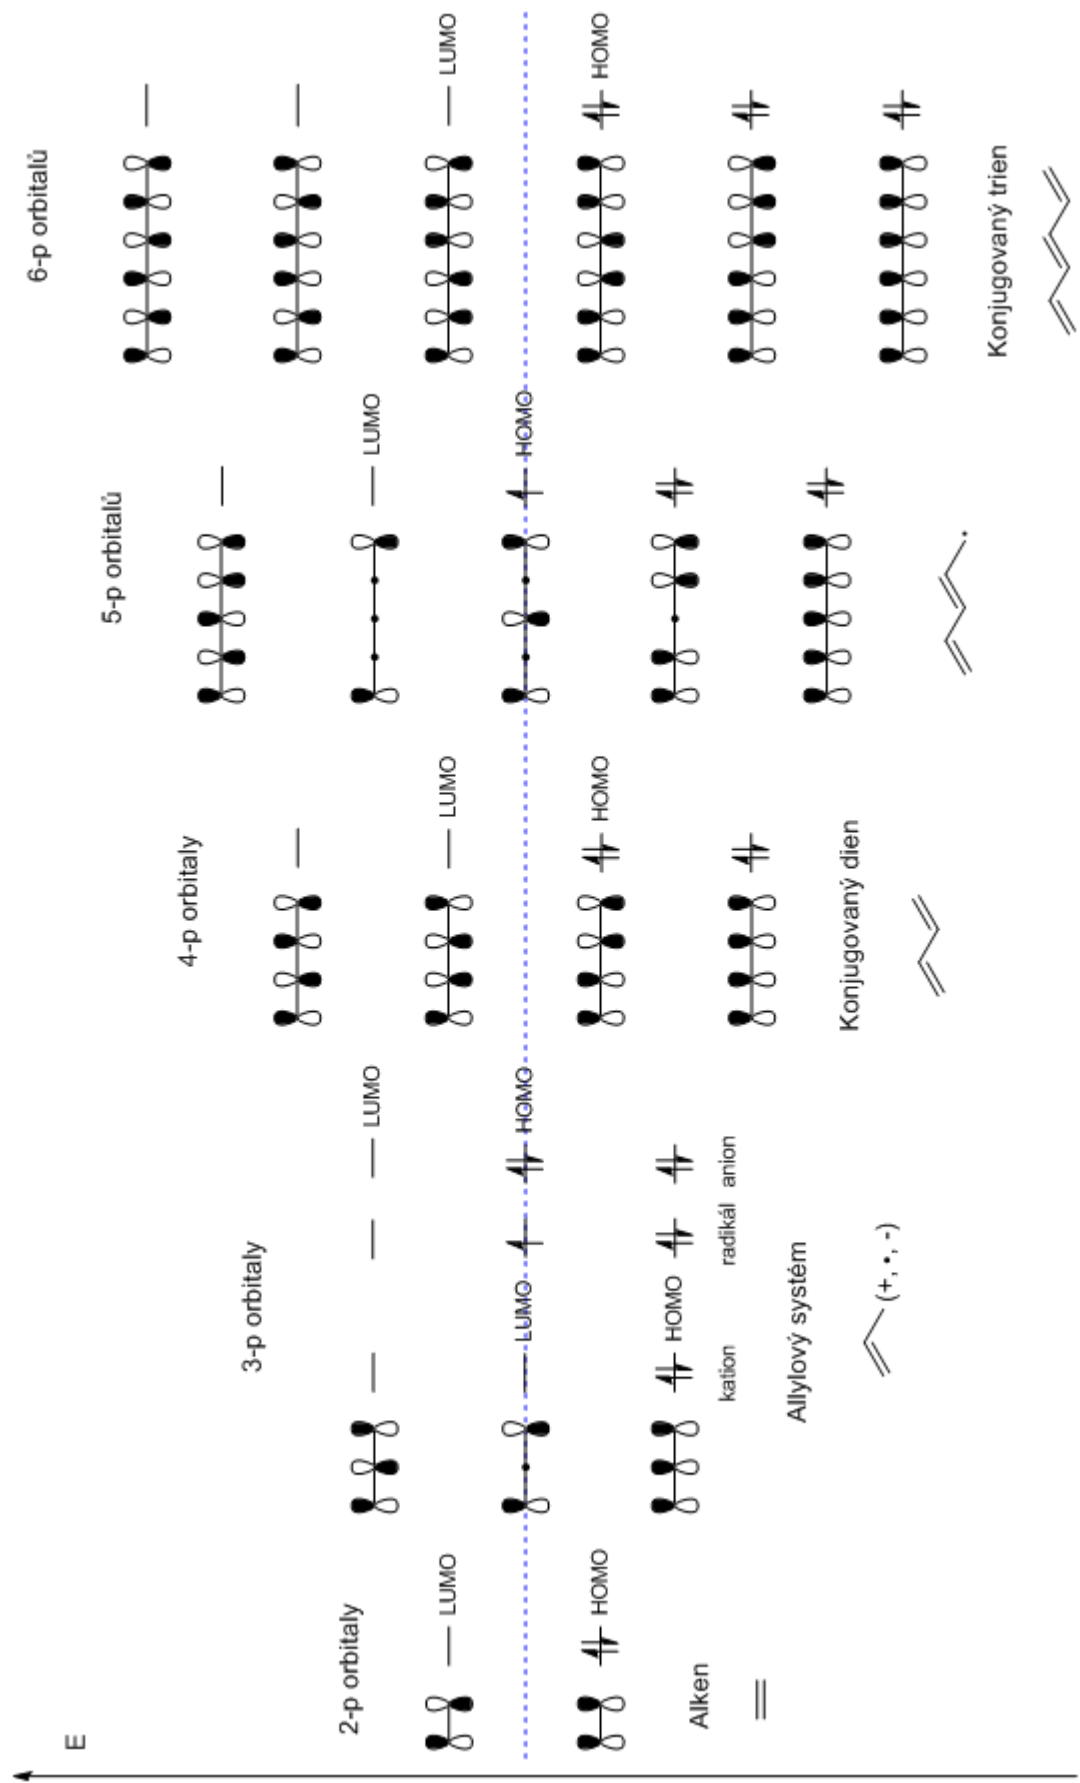 E
2-p orbitaly
LUMO
HOMO
Alken
3-p orbitaly
LUMO
LUMO
HOMO
HOMO
kation
radikál
anion
Allylový systém
(+, •, -)
4-p orbitaly
LUMO
HOMO
Konjugovaný dien
5-p orbitalů
LUMO
HOMO
6-p orbitalů
LUMO
HOMO
Konjugovaný trien